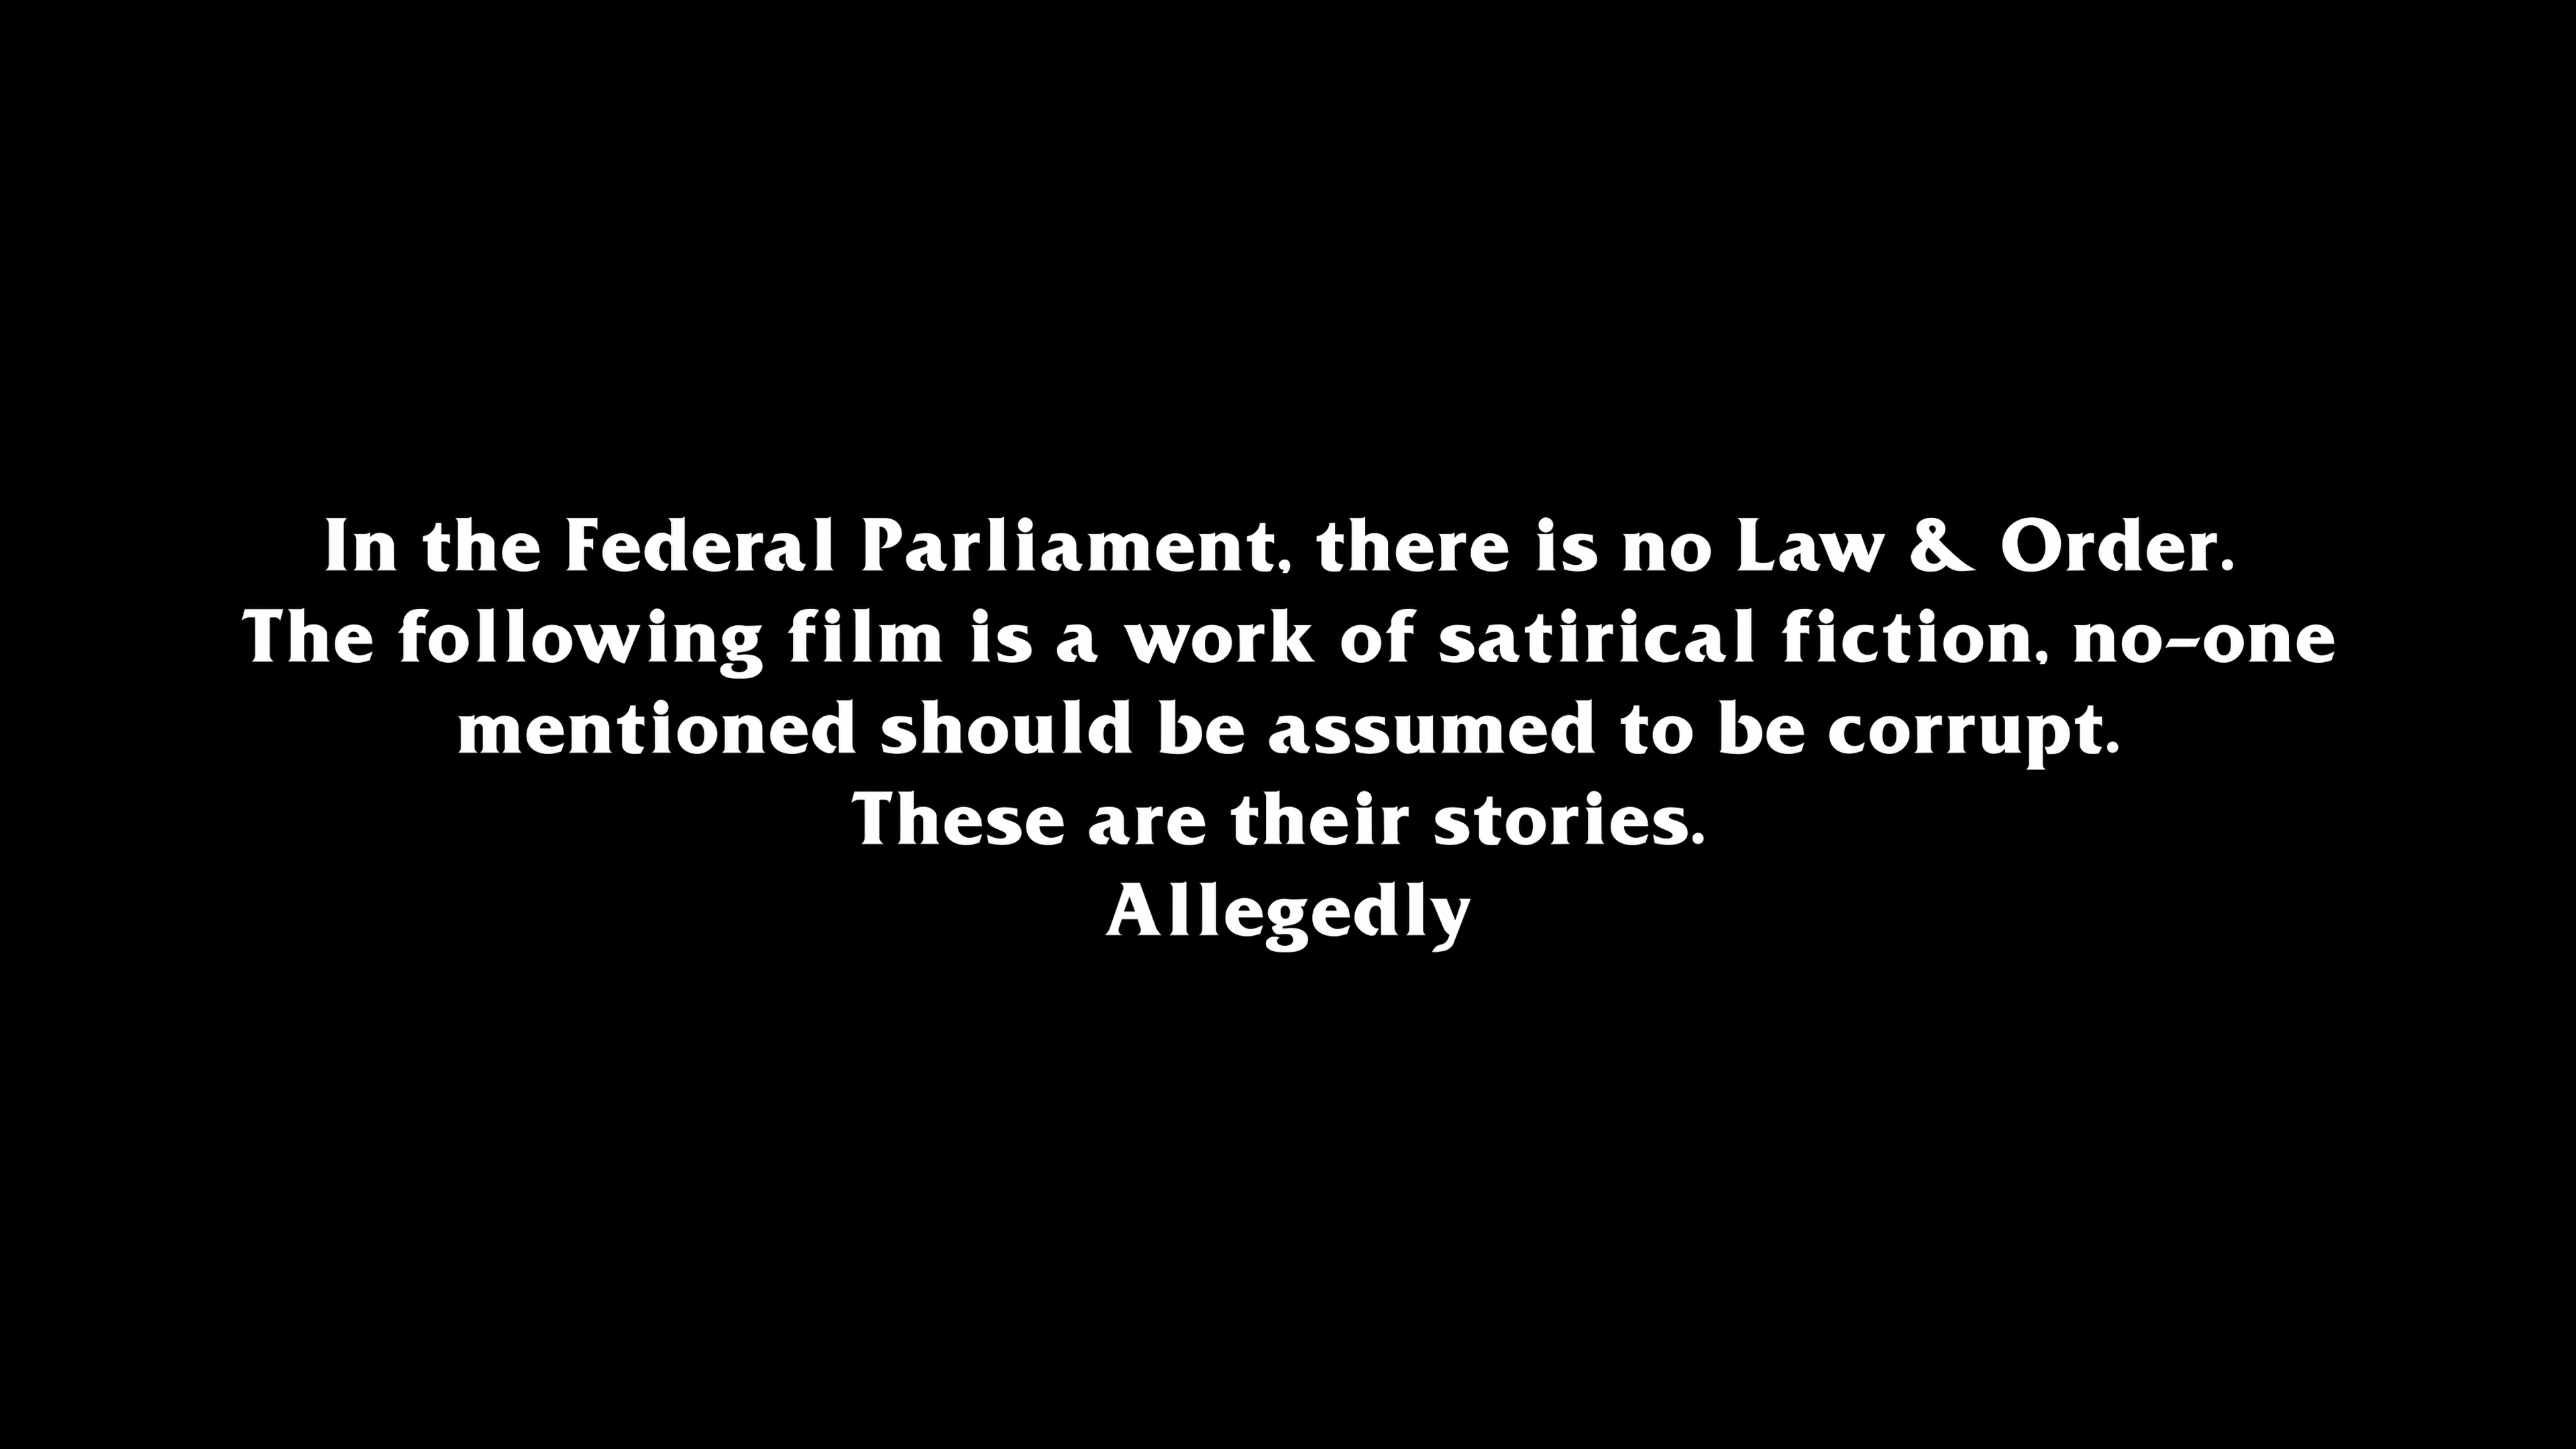 In the Federal Parliament, there is no Law & Order.
The following film is a work of satirical fiction, no-one
mentioned should be assumed to be corrupt.
These are their stories.
Allegedly